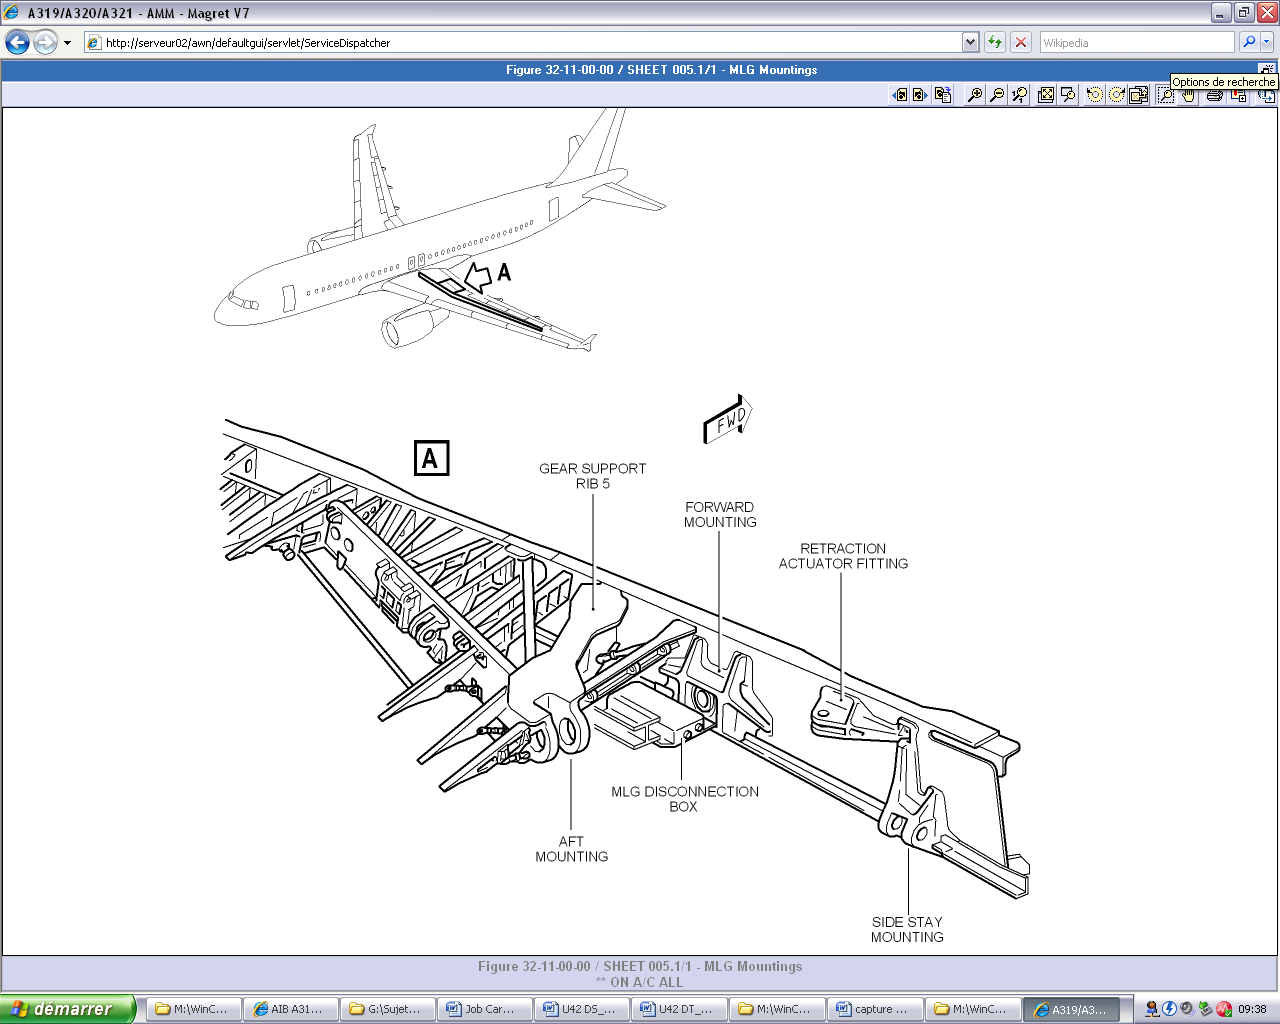 A319/A320/A321 - AMM - Magret V7
http://serveur02/awn/defaultgui/servlet/ServiceDispatcher
Wikipedia
Figure 32-11-00-00 / SHEET 005.1/1 - MLG Mountings
Options de recherche
A
FWD
A
GEAR SUPPORT
RIB 5
FORWARD
MOUNTING
RETRACTION
ACTUATOR FITTING
MLG DISCONNECTION
BOX
AFT
MOUNTING
SIDE STAY
MOUNTING
Figure 32-11-00-00 / SHEET 005.1/1 - MLG Mountings
** ON A/C ALL
démarrer
M:\WinC...
AIB A31...
G:\Sujet...
Job Car...
U42 DS_...
U42 DT_...
M:\WinC...
capture ...
M:\WinC...
A319/A3...
09:38